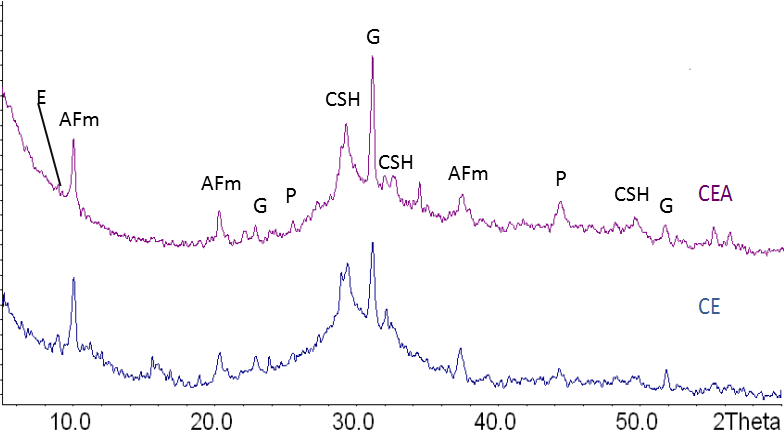 G
E
AFm
CSH
CSH
AFm
G
P
AFm
P
CSH
G
CEA
CE
10.0 20.0 30.0 40.0 50.0 2Theta